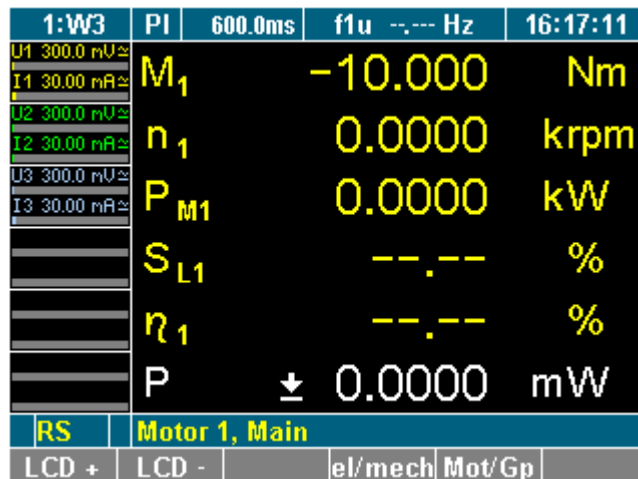 1:W3 PI 600.0ms f1u --.--- Hz 16:17:11
U1 300.0 mV≃
I1 30.00 mA≃
M1 -10.000 Nm
U2 300.0 mV≃
I2 30.00 mA≃
n1 0.0000 krpm
U3 300.0 mV≃
I3 30.00 mA≃
PM1 0.0000 kW
SL1 --.-- %
η1 --.-- %
P 0.0000 mW
RS Motor 1, Main
LCD + LCD - el/mech Mot/Gp